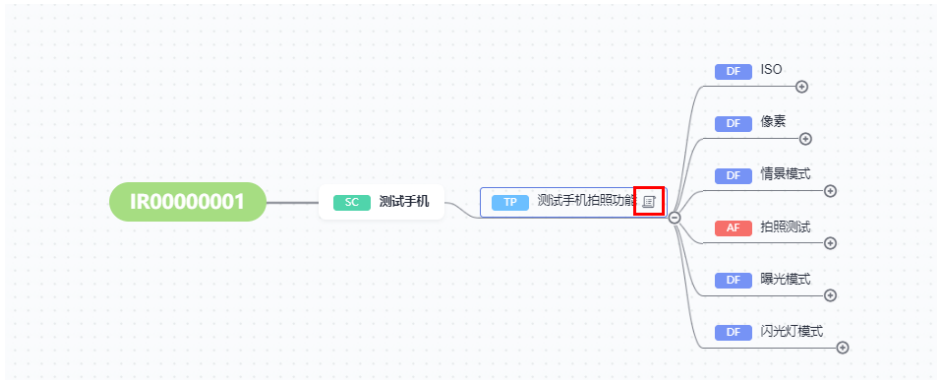 IR00000001
SC 测试手机
TP 测试手机拍照功能
DF ISO
DF 像素
DF 情景模式
AF 拍照测试
DF 曝光模式
DF 闪光灯模式